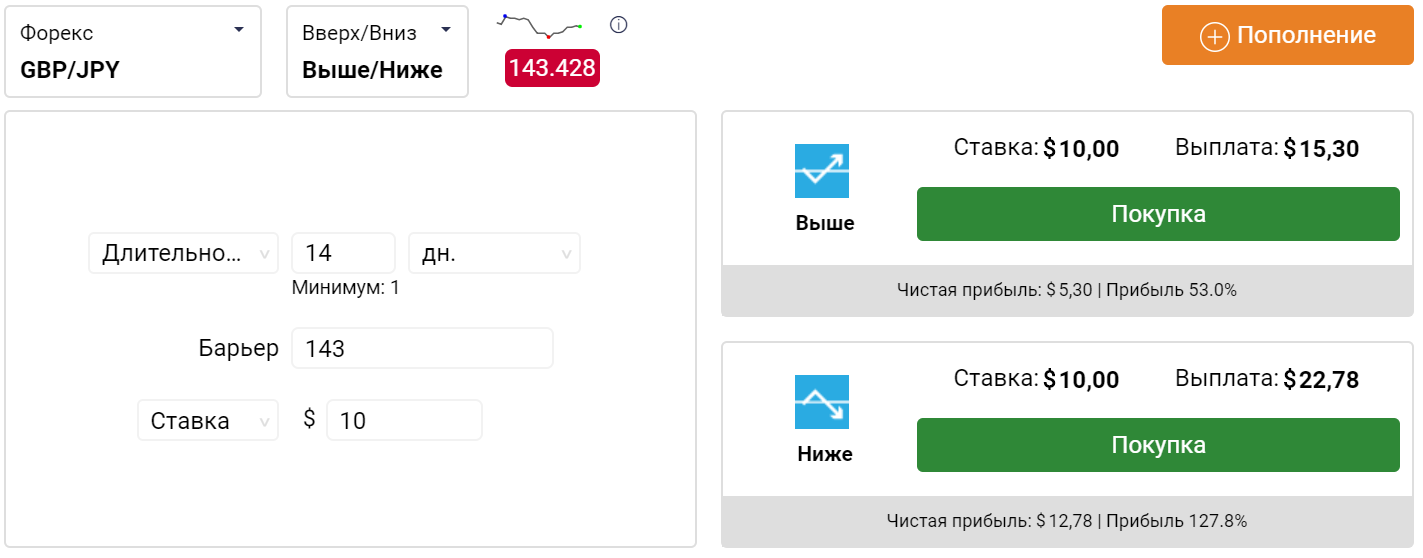 Форекс
GBP/JPY
Вверх/Вниз
Выше/Ниже
143.428
Пополнение
Длительно...
14
дн.
Минимум: 1
Барьер
143
Ставка
$
10
Выше
Ставка: $10,00
Выплата: $15,30
Покупка
Чистая прибыль: $5,30 | Прибыль 53.0%
Ниже
Ставка: $10,00
Выплата: $22,78
Покупка
Чистая прибыль: $12,78 | Прибыль 127.8%